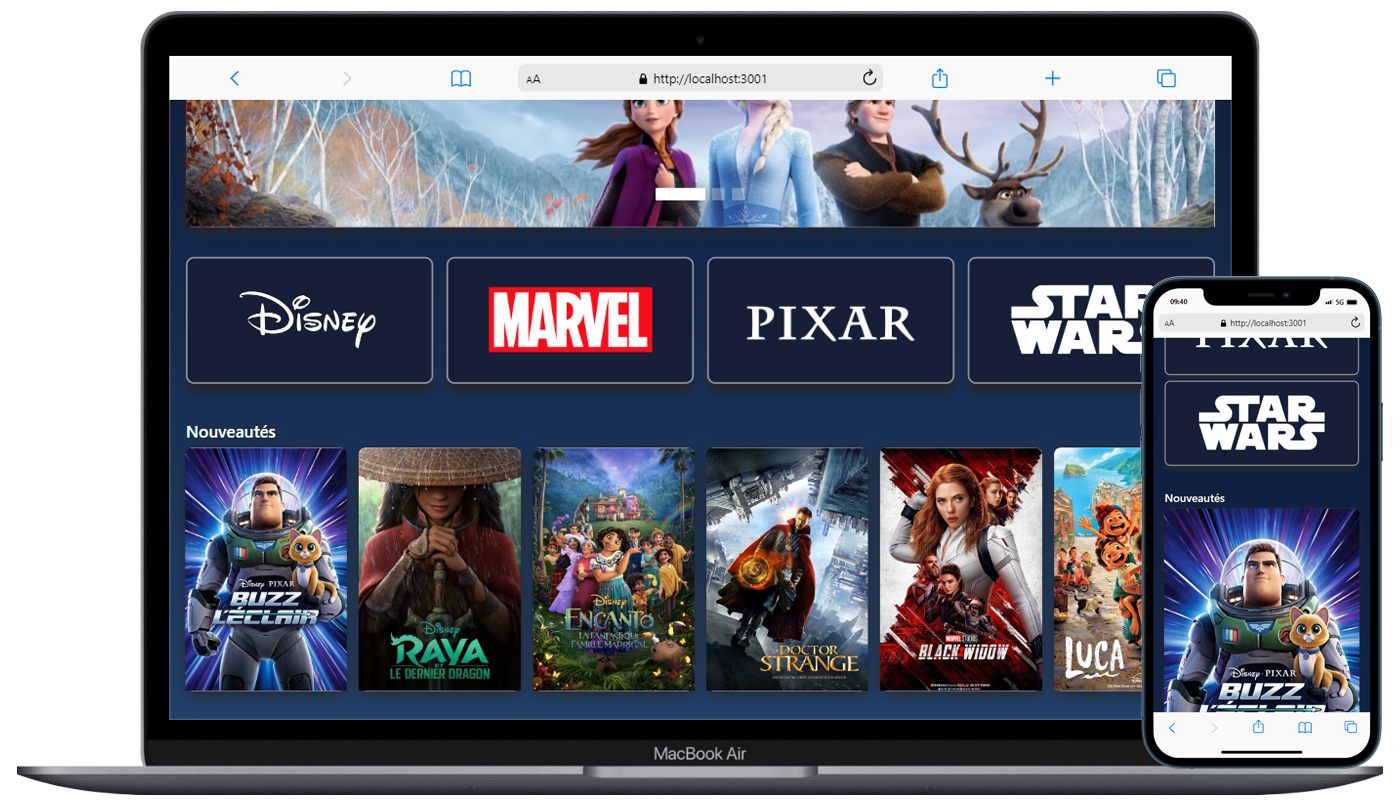 AA
http://localhost:3001
Disney
MARVEL
PIXAR
STAR
WARS
Nouveautés
Disney · PIXAR
BUZZ
L'ÉCLAIR
Disney
RAYA
ET
LE DERNIER DRAGON
Disney
ENCANTO
LA FANTASTIQUE
FAMILLE MADRIGAL
DOCTOR
STRANGE
MARVEL STUDIOS
BLACK WIDOW
LUCA
MacBook Air
09:40
5G
AA
http://localhost:3001
PIXAR
STAR
WARS
Nouveautés
Disney · PIXAR
BUZZ
L'ÉCLAIR